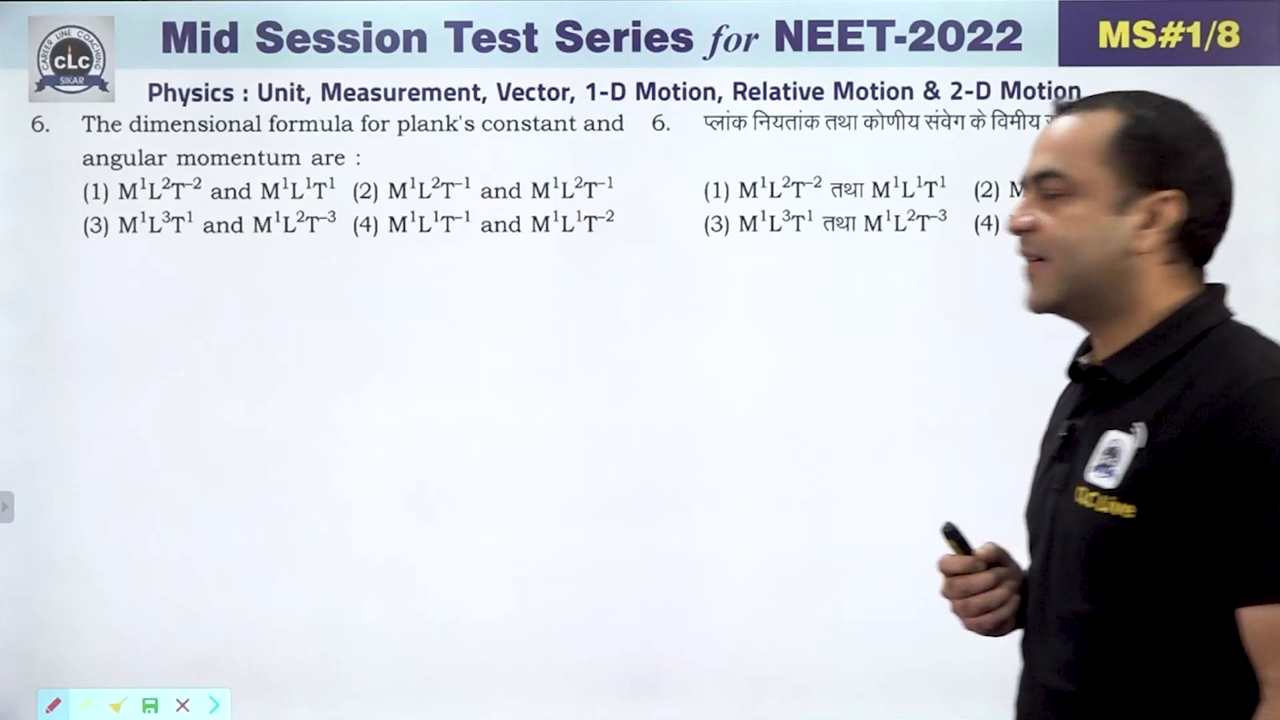 CAREER LINE COACHING
CLC
SIKAR
Mid Session Test Series for NEET-2022
MS#1/8
Physics : Unit, Measurement, Vector, 1-D Motion, Relative Motion & 2-D Motion
6. The dimensional formula for plank's constant and
angular momentum are :
(1) M¹L²T⁻² and M¹L¹T¹ (2) M¹L²T⁻¹ and M¹L²T⁻¹
(3) M¹L³T¹ and M¹L²T⁻³ (4) M¹L¹T⁻¹ and M¹L¹T⁻²
6. प्लांक नियतांक तथा कोणीय संवेग के विमीय
(1) M¹L²T⁻² तथा M¹L¹T¹ (2) M
(3) M¹L³T¹ तथा M¹L²T⁻³ (4)